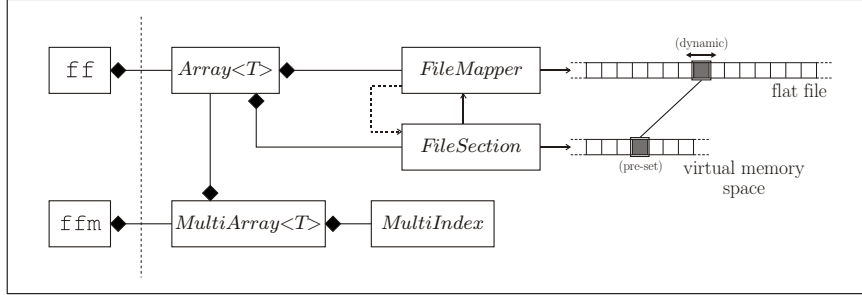 (dynamic)
ff
Array<T>
FileMapper
flat file
FileSection
(pre-set)
virtual memory
space
ffm
MultiArray<T>
MultiIndex